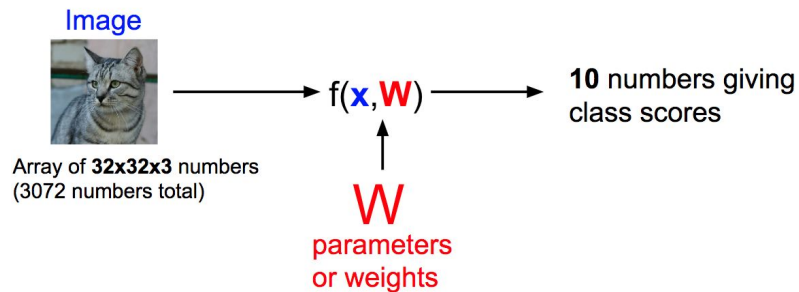 Image
Array of 32x32x3 numbers
(3072 numbers total)
f(x,W)
W
parameters
or weights
10 numbers giving
class scores